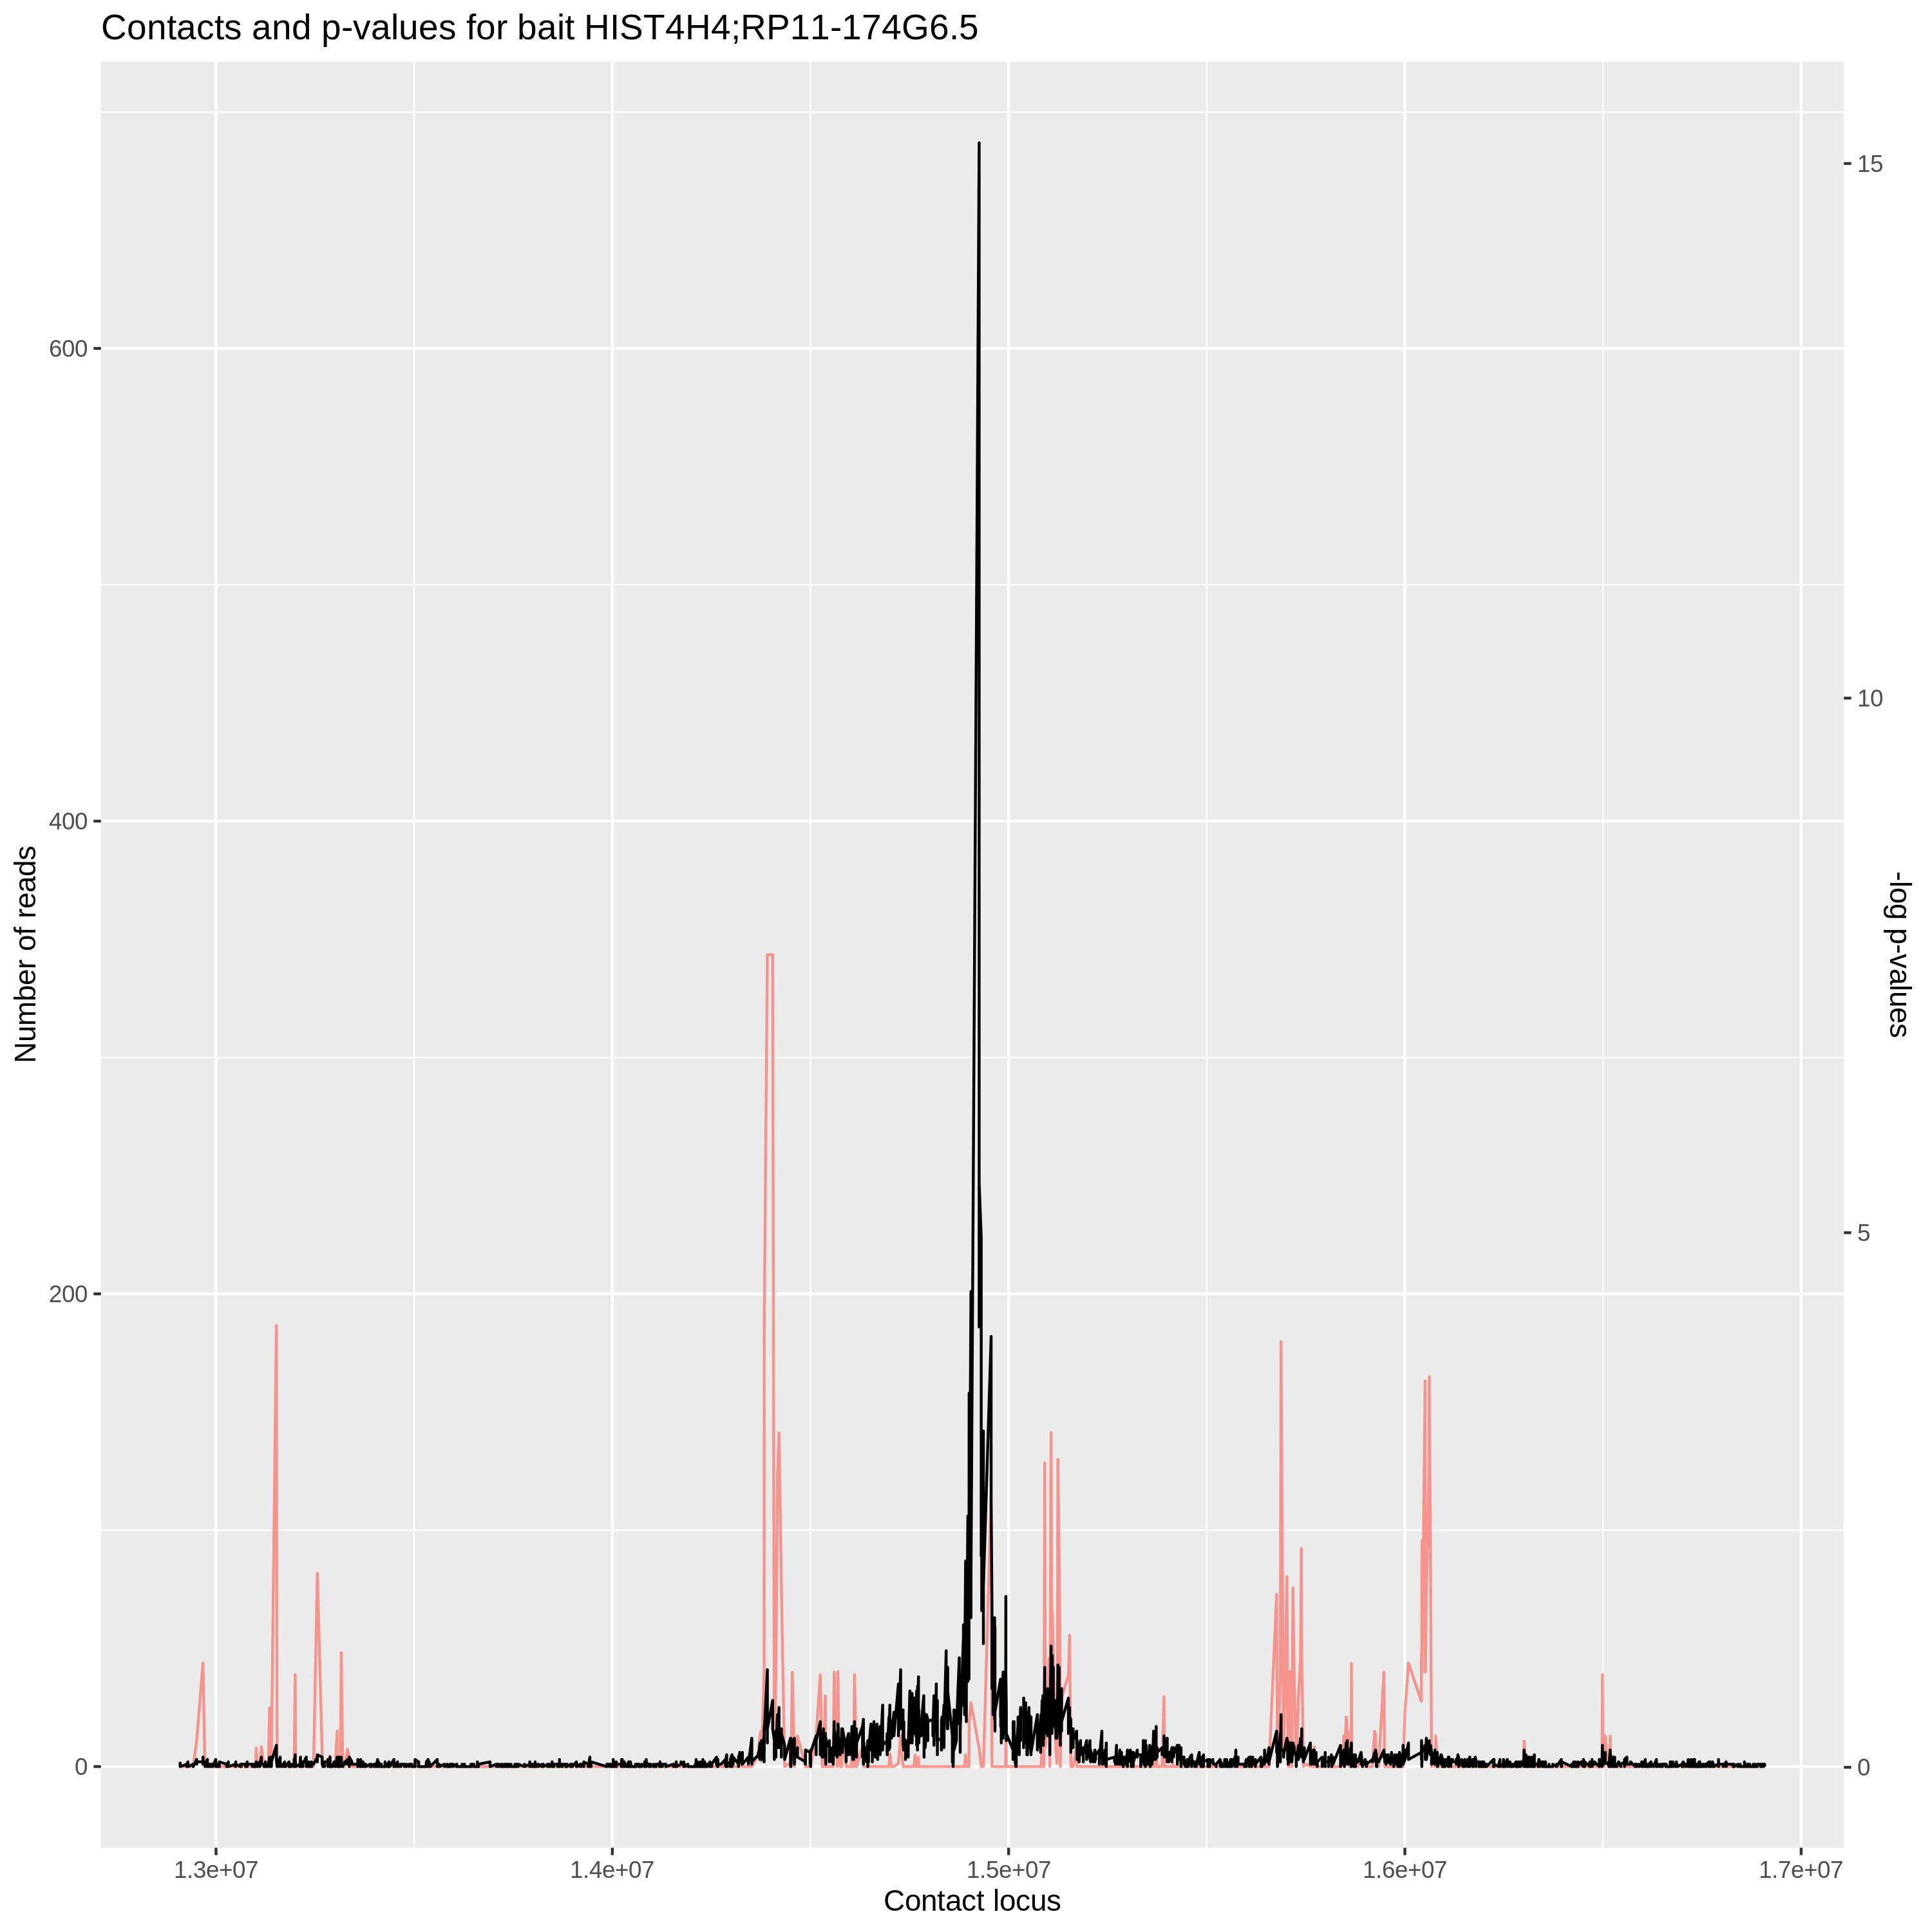 Contacts and p-values for bait HIST4H4;RP11-174G6.5
Number of reads
600
400
200
0
15
10
5
0
-log p-values
1.3e+07
1.4e+07
1.5e+07
1.6e+07
1.7e+07
Contact locus